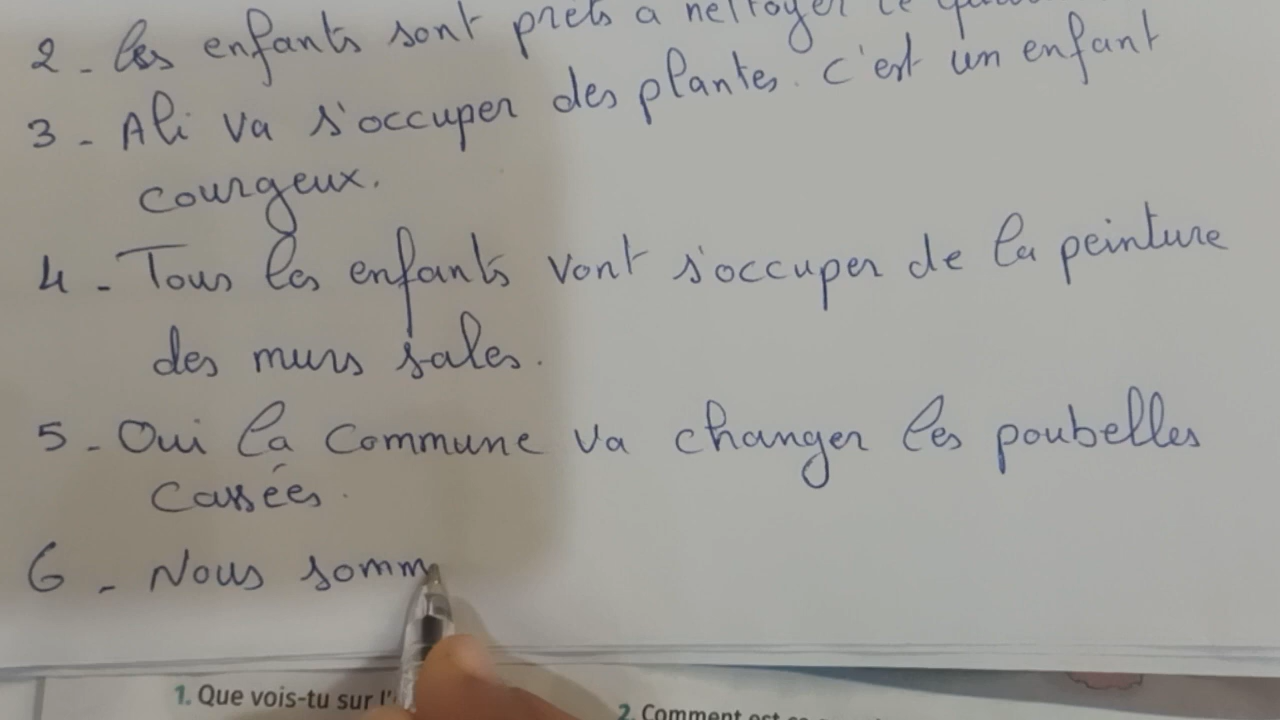 2 - les enfants sont prêts à nettoyer le
3 - Ali va s'occuper des plantes. C'est un enfant
courgeux.
4 - Tous les enfants vont s'occuper de la peinture
des murs sales.
5 - Oui la commune va changer les poubelles
cassées.
6 - Nous somm
1. Que vois-tu sur l'
2. Comment est